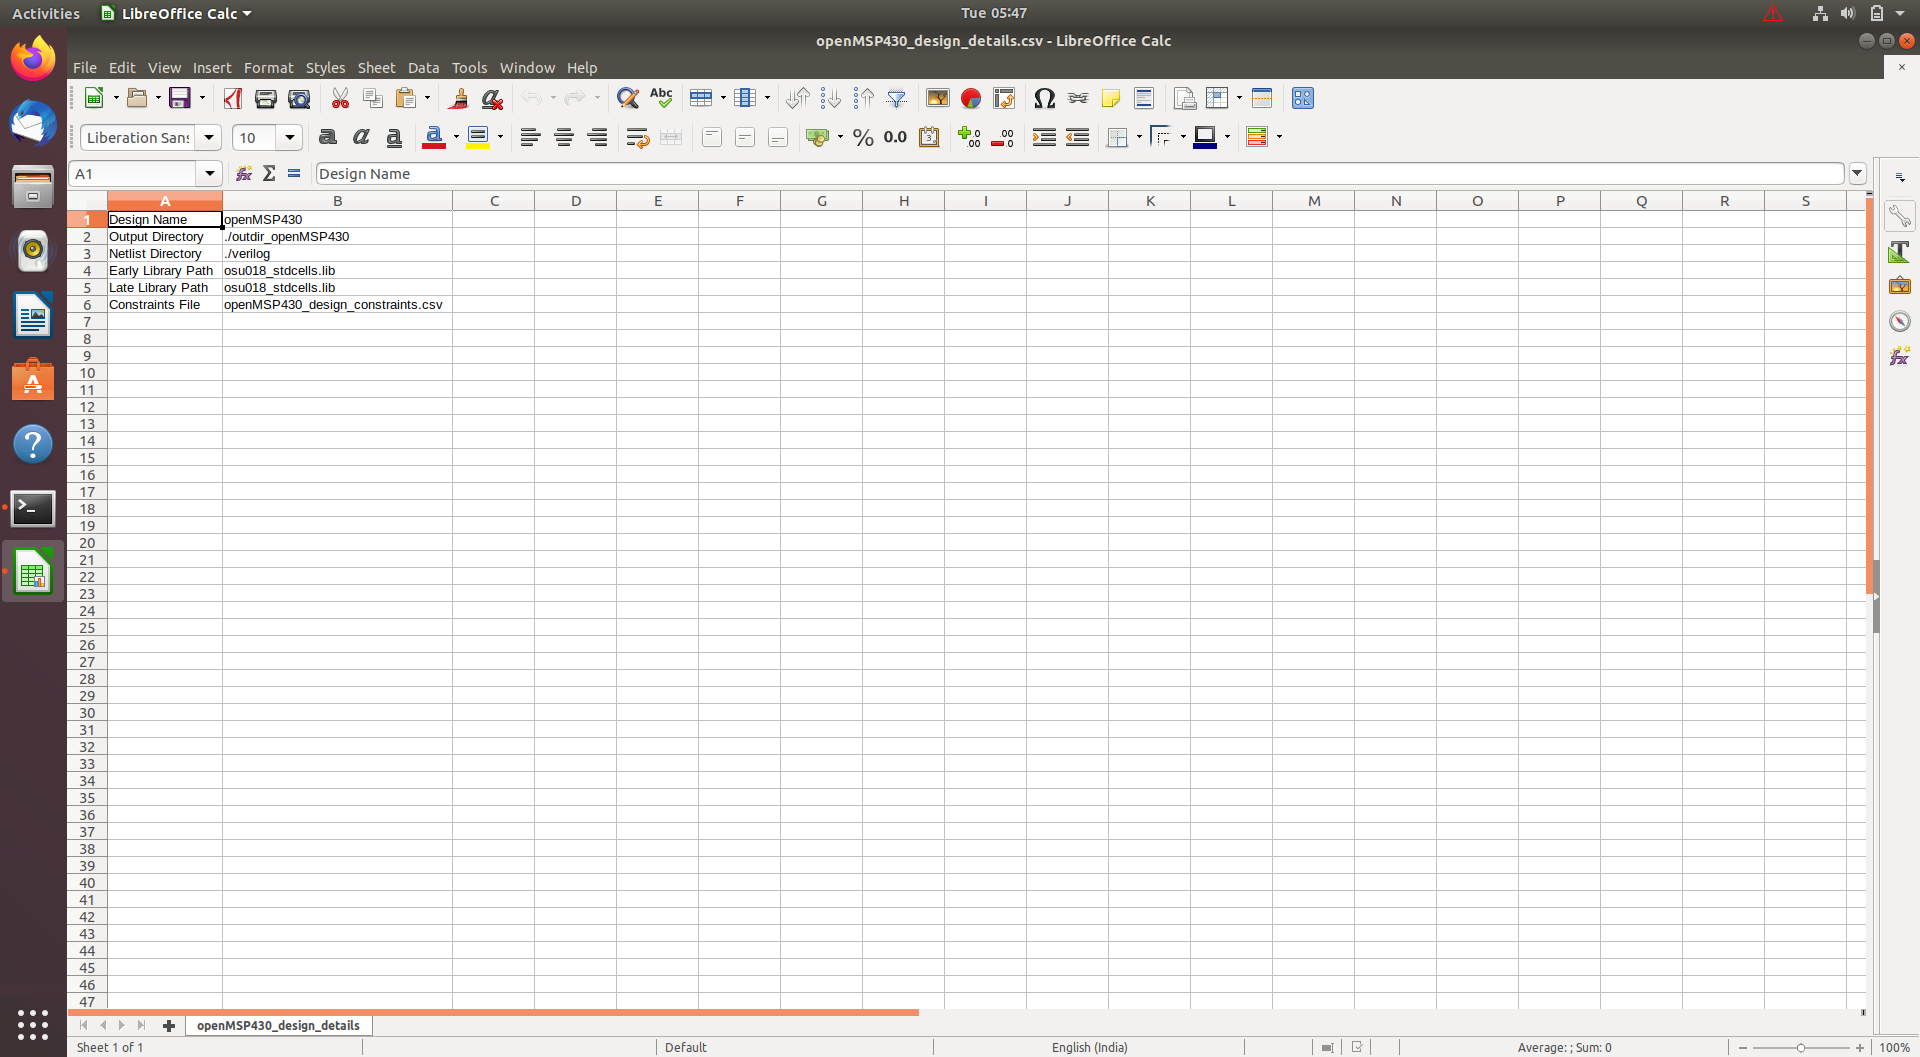 Activities LibreOffice Calc Tue 05:47
openMSP430_design_details.csv - LibreOffice Calc
File Edit View Insert Format Styles Sheet Data Tools Window Help
Liberation Sans 10
A1 Design Name
A B C D E F G H I J K L M N O P Q R S
1 Design Name openMSP430
2 Output Directory ./outdir_openMSP430
3 Netlist Directory ./verilog
4 Early Library Path osu018_stdcells.lib
5 Late Library Path osu018_stdcells.lib
6 Constraints File openMSP430_design_constraints.csv
7
8
9
10
11
12
13
14
15
16
17
18
19
20
21
22
23
24
25
26
27
28
29
30
31
32
33
34
35
36
37
38
39
40
41
42
43
44
45
46
47
openMSP430_design_details
Sheet 1 of 1 Default English (India) Average: ; Sum: 0 100%